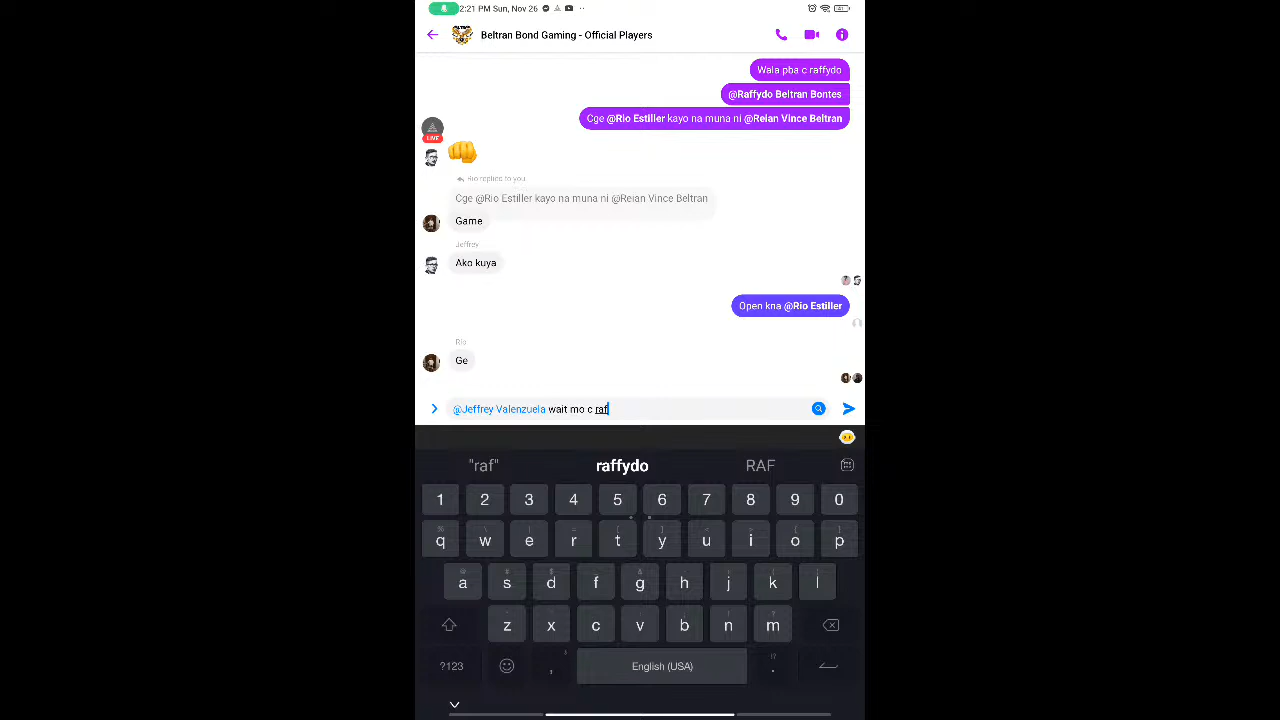 2:21 PM Sun, Nov 26
Beltran Bond Gaming - Official Players
Wala pba c raffydo
@Raffydo Beltran Bontes
Cge @Rio Estiller kayo na muna ni @Reian Vince Beltran
LIVE
Rio replied to you
Cge @Rio Estiller kayo na muna ni @Reian Vince Beltran
Game
Jeffrey
Ako kuya
Open kna @Rio Estiller
Rio
Ge
@Jeffrey Valenzuela wait mo c raf
"raf" raffydo RAF
1 2 3 4 5 6 7 8 9 0
q w e r t y u i o p
a s d f g h j k l
z x c v b n m
?123 , English (USA) .